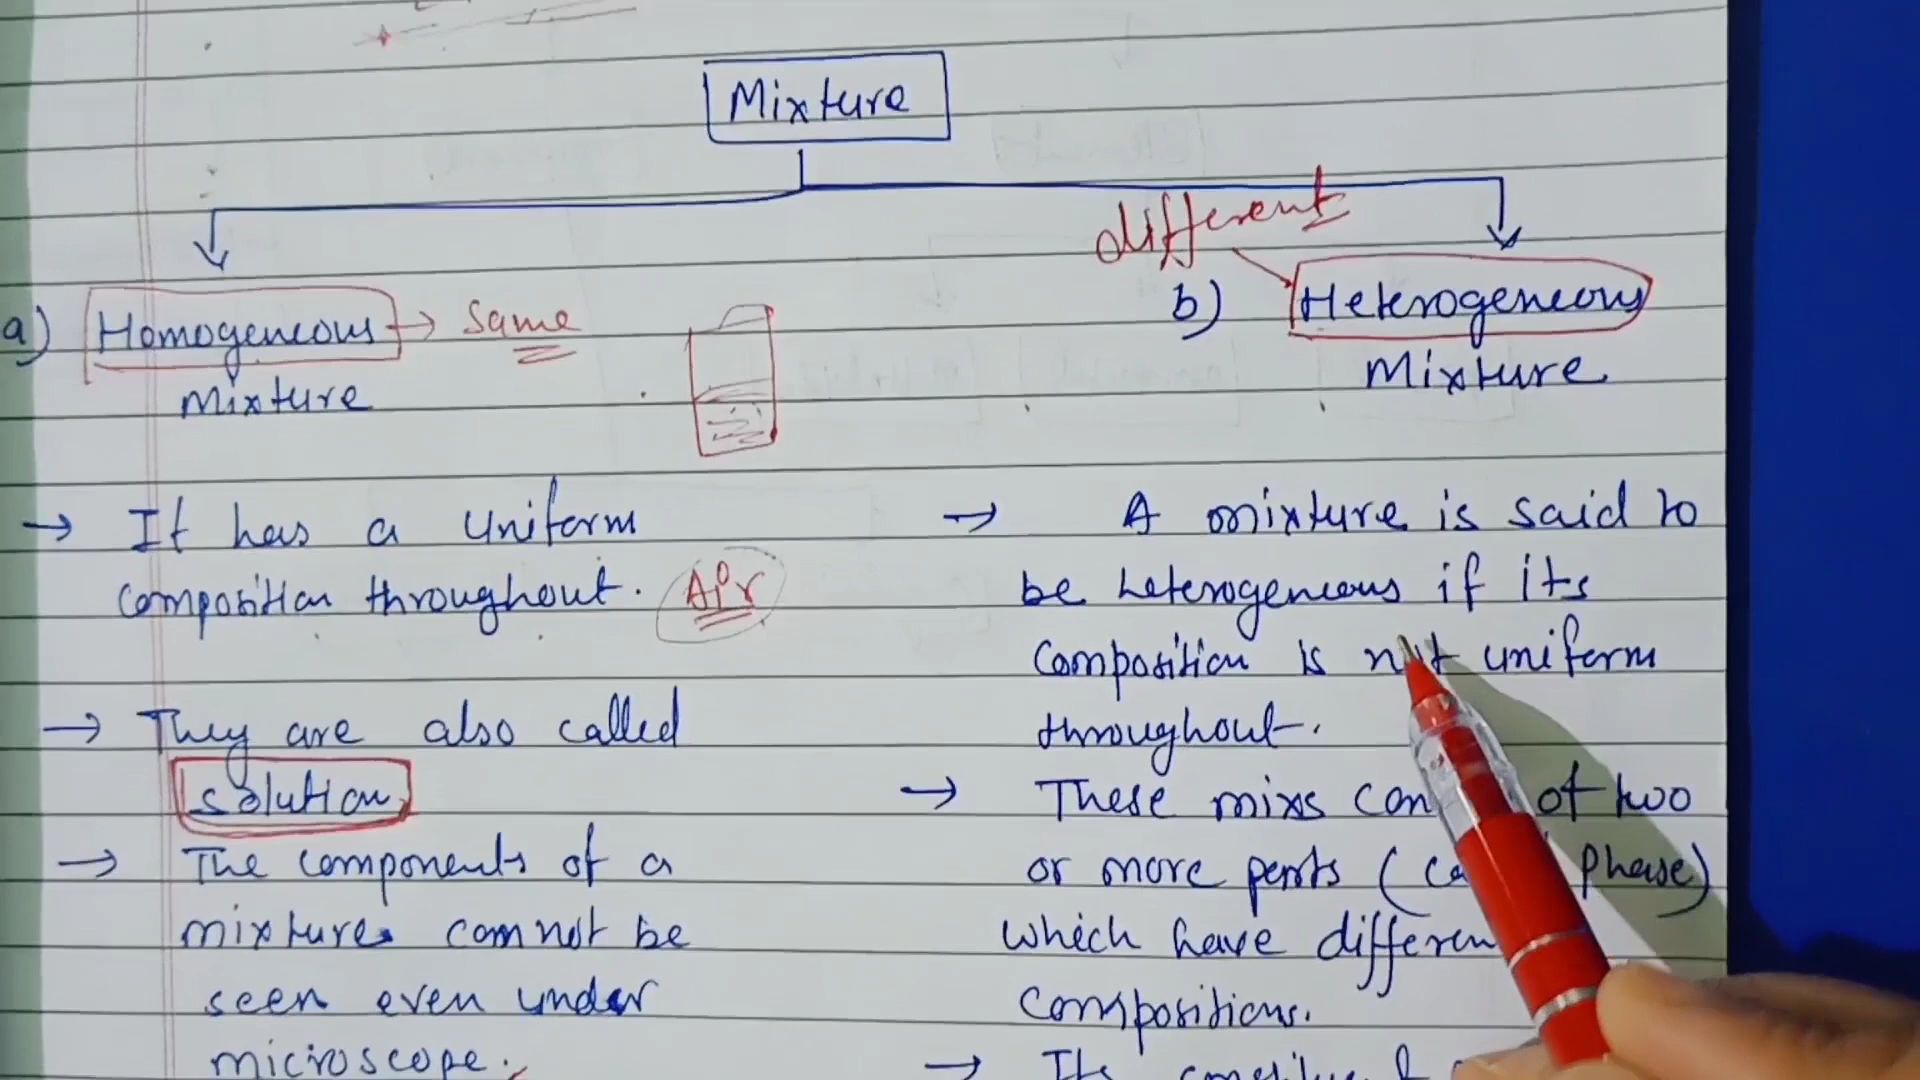 Mixture
different
a) Homogeneous → Same
mixture
b) Heterogeneous
Mixture
→ It has a uniform
composition throughout. Air
→ They are also called
solution
→ The components of a
mixture cannot be
seen even under
microscope.
→ A mixture is said to
be heterogeneous if its
composition is not uniform
throughout.
→ These mixs of two
or more parts ( phase)
which have
compositions.
→ Its